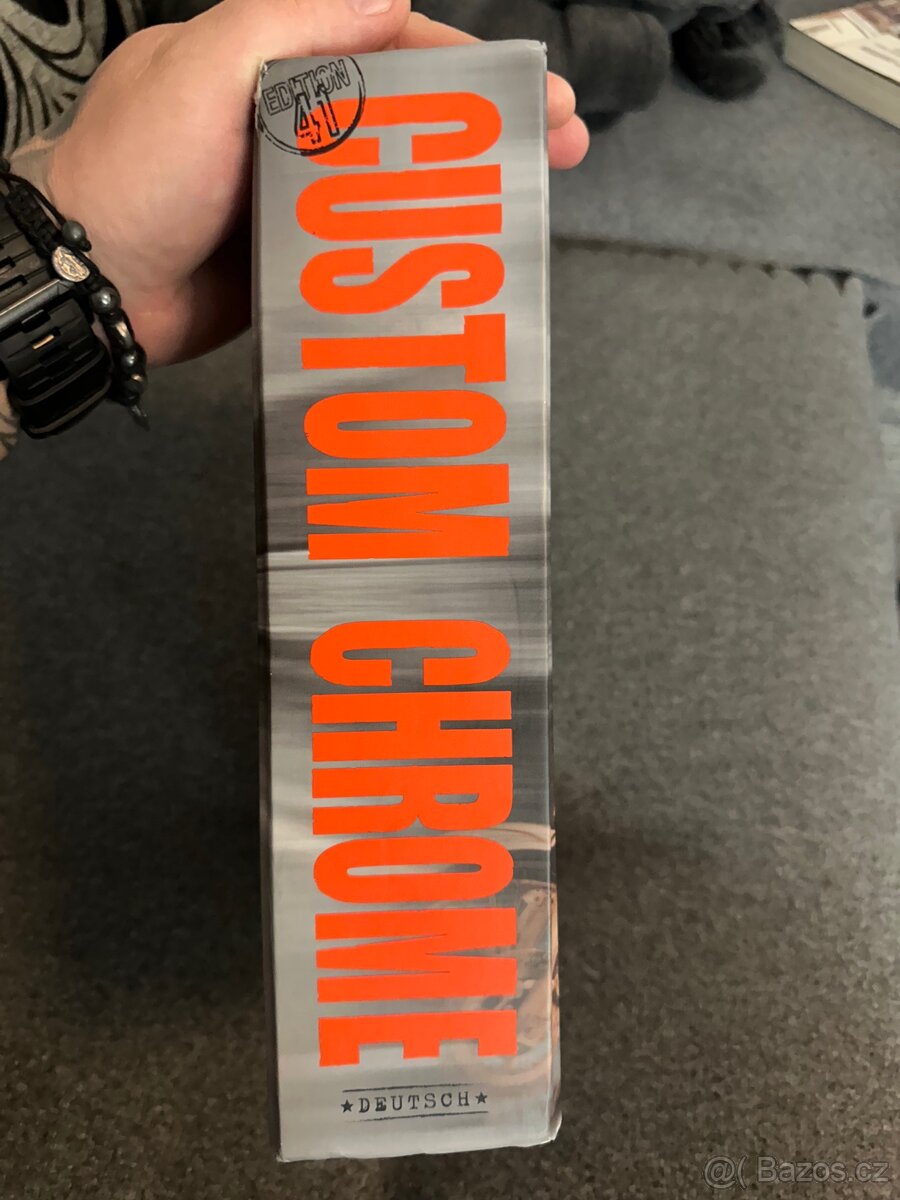 EDITION
41
CUSTOM CHROME
★DEUTSCH★
@( Bazos.cz